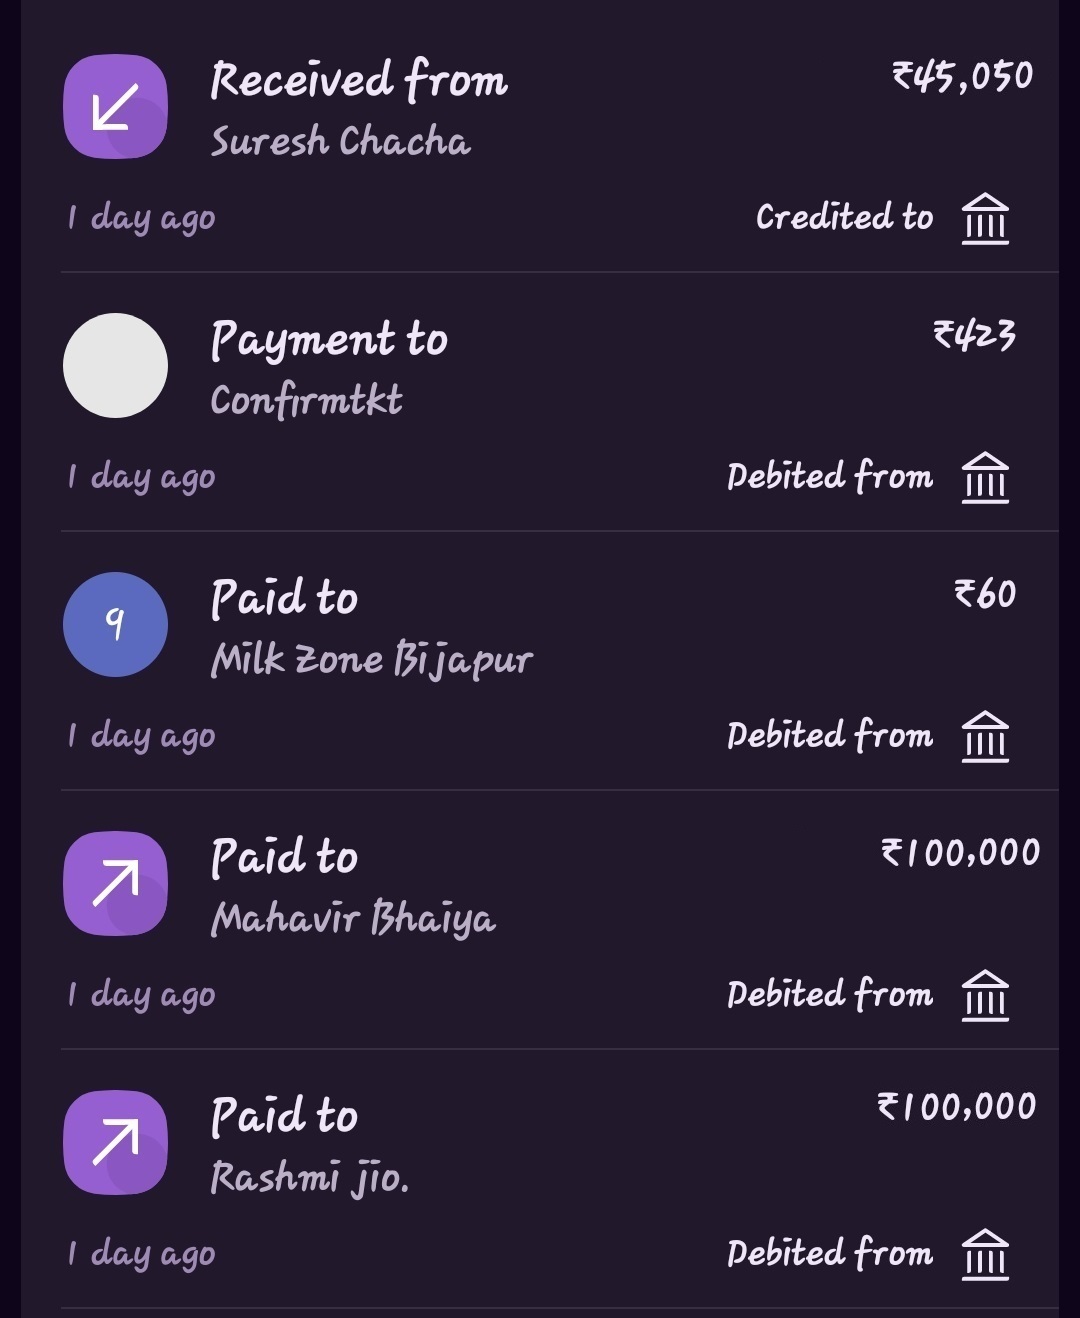 Received from
₹45,050
Suresh Chacha
1 day ago
Credited to
Payment to
₹423
Confirmtkt
1 day ago
Debited from
9
Paid to
₹60
Milk Zone Bijapur
1 day ago
Debited from
Paid to
₹100,000
Mahavir Bhaiya
1 day ago
Debited from
Paid to
₹100,000
Rashmi jio.
1 day ago
Debited from